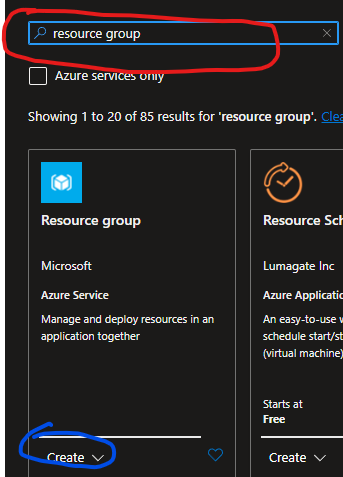 resource group
Azure services only
Showing 1 to 20 of 85 results for 'resource group'. Clea
Resource group
Microsoft
Azure Service
Manage and deploy resources in an
application together
Create
Resource Sch
Lumagate Inc
Azure Applicatio
An easy-to-use
schedule start/st
(virtual machine)
Starts at
Free
Create